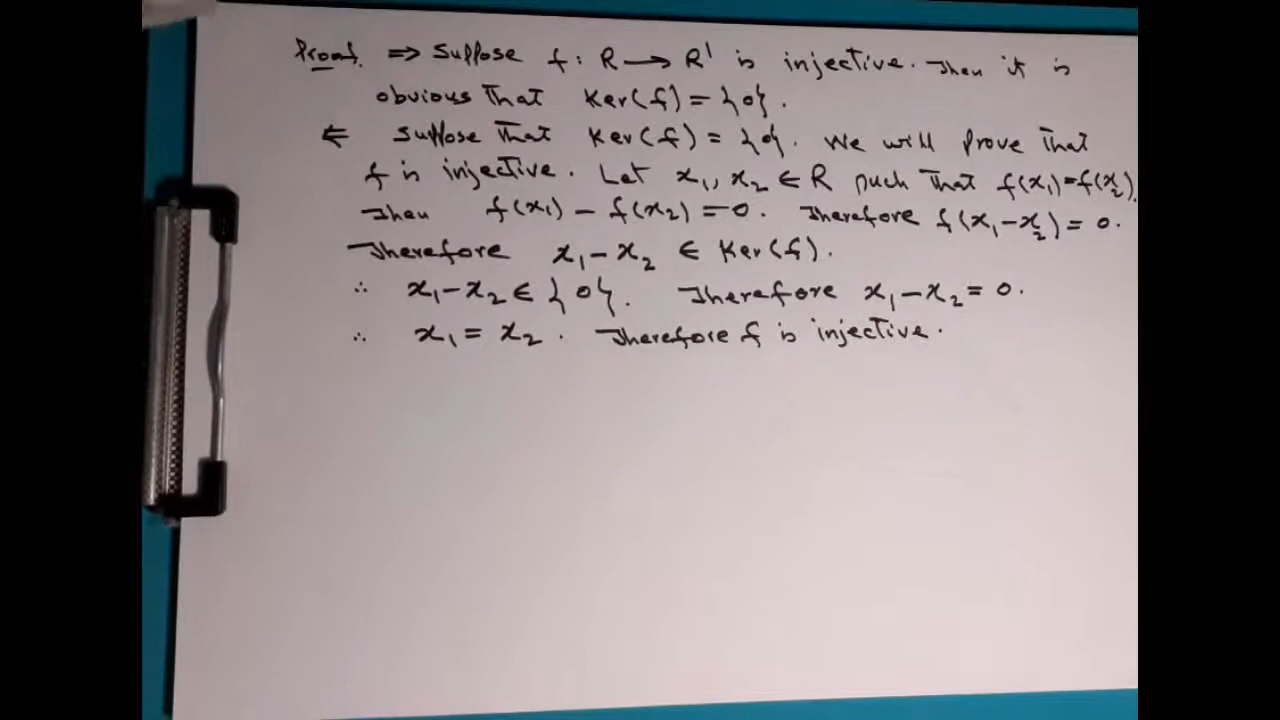 Proof. ⇒ Suppose f: R → R' is injective. Then it is
obvious that Ker(f) = {0}.
⇐ Suppose that Ker(f) = {0}. We will prove that
f is injective. Let x₁, x₂ ∈ R such that f(x₁)=f(x₂).
Then f(x₁) – f(x₂) = 0. Therefore f(x₁–x₂) = 0.
Therefore x₁–x₂ ∈ Ker(f).
∴ x₁–x₂ ∈ {0}. Therefore x₁–x₂ = 0.
∴ x₁ = x₂. Therefore f is injective.